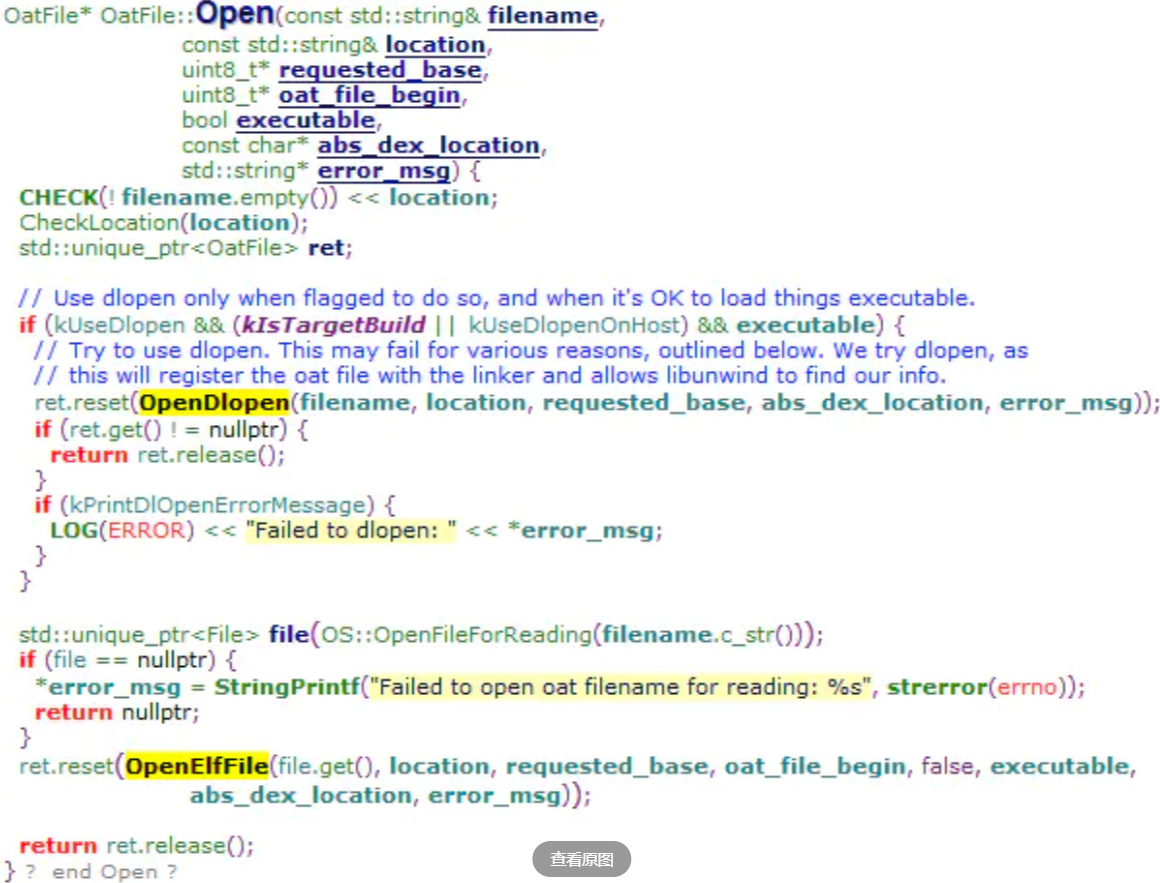 OatFile* OatFile::Open(const std::string& filename,
const std::string& location,
uint8_t* requested_base,
uint8_t* oat_file_begin,
bool executable,
const char* abs_dex_location,
std::string* error_msg) {
CHECK(! filename.empty()) << location;
CheckLocation(location);
std::unique_ptr<OatFile> ret;
// Use dlopen only when flagged to do so, and when it's OK to load things executable.
if (kUseDlopen && (kIsTargetBuild || kUseDlopenOnHost) && executable) {
// Try to use dlopen. This may fail for various reasons, outlined below. We try dlopen, as
// this will register the oat file with the linker and allows libunwind to find our info.
ret.reset(OpenDlopen(filename, location, requested_base, abs_dex_location, error_msg));
if (ret.get() ! = nullptr) {
return ret.release();
}
if (kPrintDlOpenErrorMessage) {
LOG(ERROR) << "Failed to dlopen: " << *error_msg;
}
}
std::unique_ptr<File> file(OS::OpenFileForReading(filename.c_str()));
if (file == nullptr) {
*error_msg = StringPrintf("Failed to open oat filename for reading: %s", strerror(errno));
return nullptr;
}
ret.reset(OpenElfFile(file.get(), location, requested_base, oat_file_begin, false, executable,
abs_dex_location, error_msg));
return ret.release();
} ? end Open ?
查看原图